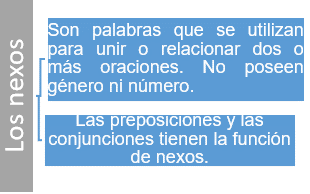 Los nexos
Son palabras que se utilizan
para unir o relacionar dos o
más oraciones. No poseen
género ni número.
Las preposiciones y las
conjunciones tienen la función
de nexos.